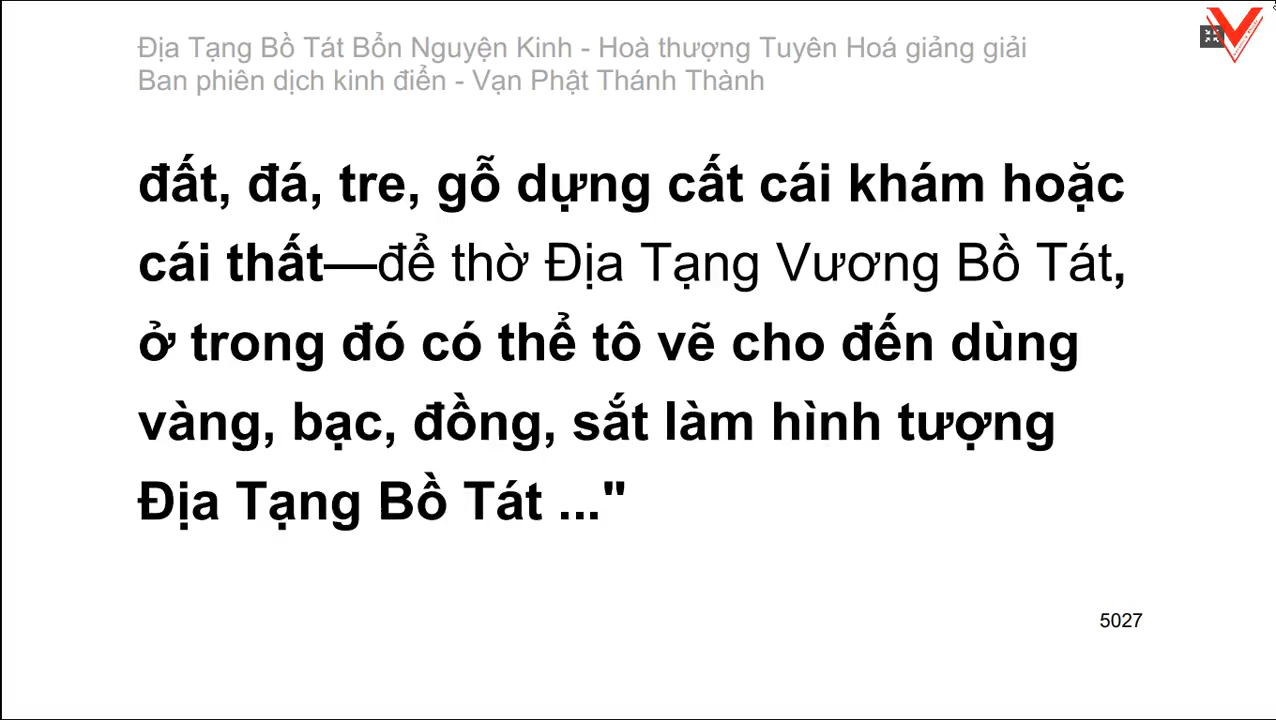 Địa Tạng Bồ Tát Bổn Nguyện Kinh - Hoà thượng Tuyên Hoá giảng giải
Ban phiên dịch kinh điển - Vạn Phật Thánh Thành
đất, đá, tre, gỗ dựng cất cái khám hoặc
cái thất—để thờ Địa Tạng Vương Bồ Tát,
ở trong đó có thể tô vẽ cho đến dùng
vàng, bạc, đồng, sắt làm hình tượng
Địa Tạng Bồ Tát ..."
5027